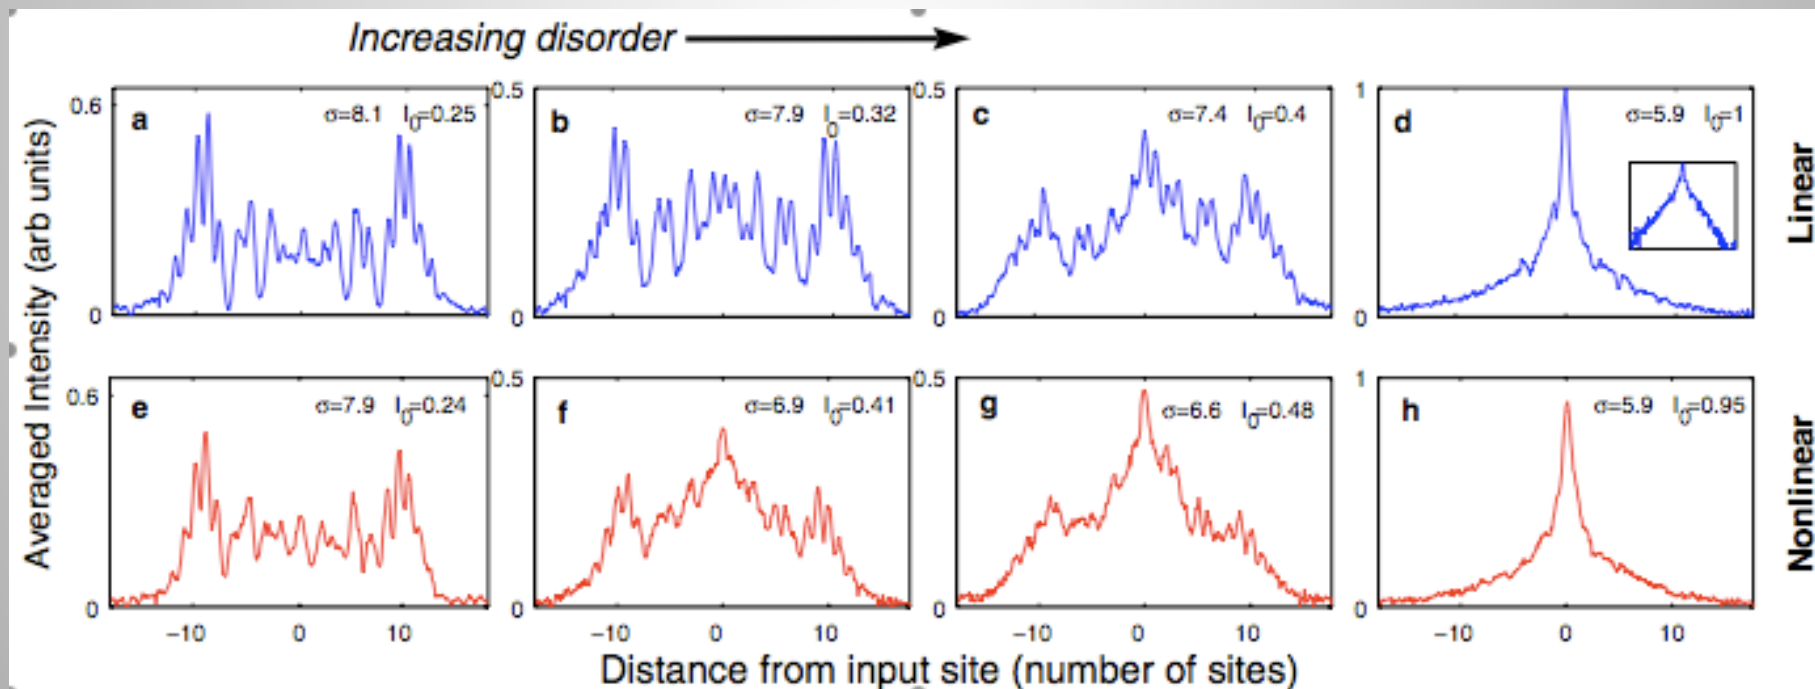 Increasing disorder
Averaged Intensity (arb units)
0.6
0
a
σ=8.1 I0=0.25
0.5
0
b
σ=7.9 I0=0.32
0.5
0
c
σ=7.4 I0=0.4
1
0
d
σ=5.9 I0=1
Linear
0.6
0
e
σ=7.9 I0=0.24
0.5
0
f
σ=6.9 I0=0.41
0.5
0
g
σ=6.6 I0=0.48
1
0
h
σ=5.9 I0=0.95
Nonlinear
−10 0 10
−10 0 10
−10 0 10
−10 0 10
Distance from input site (number of sites)